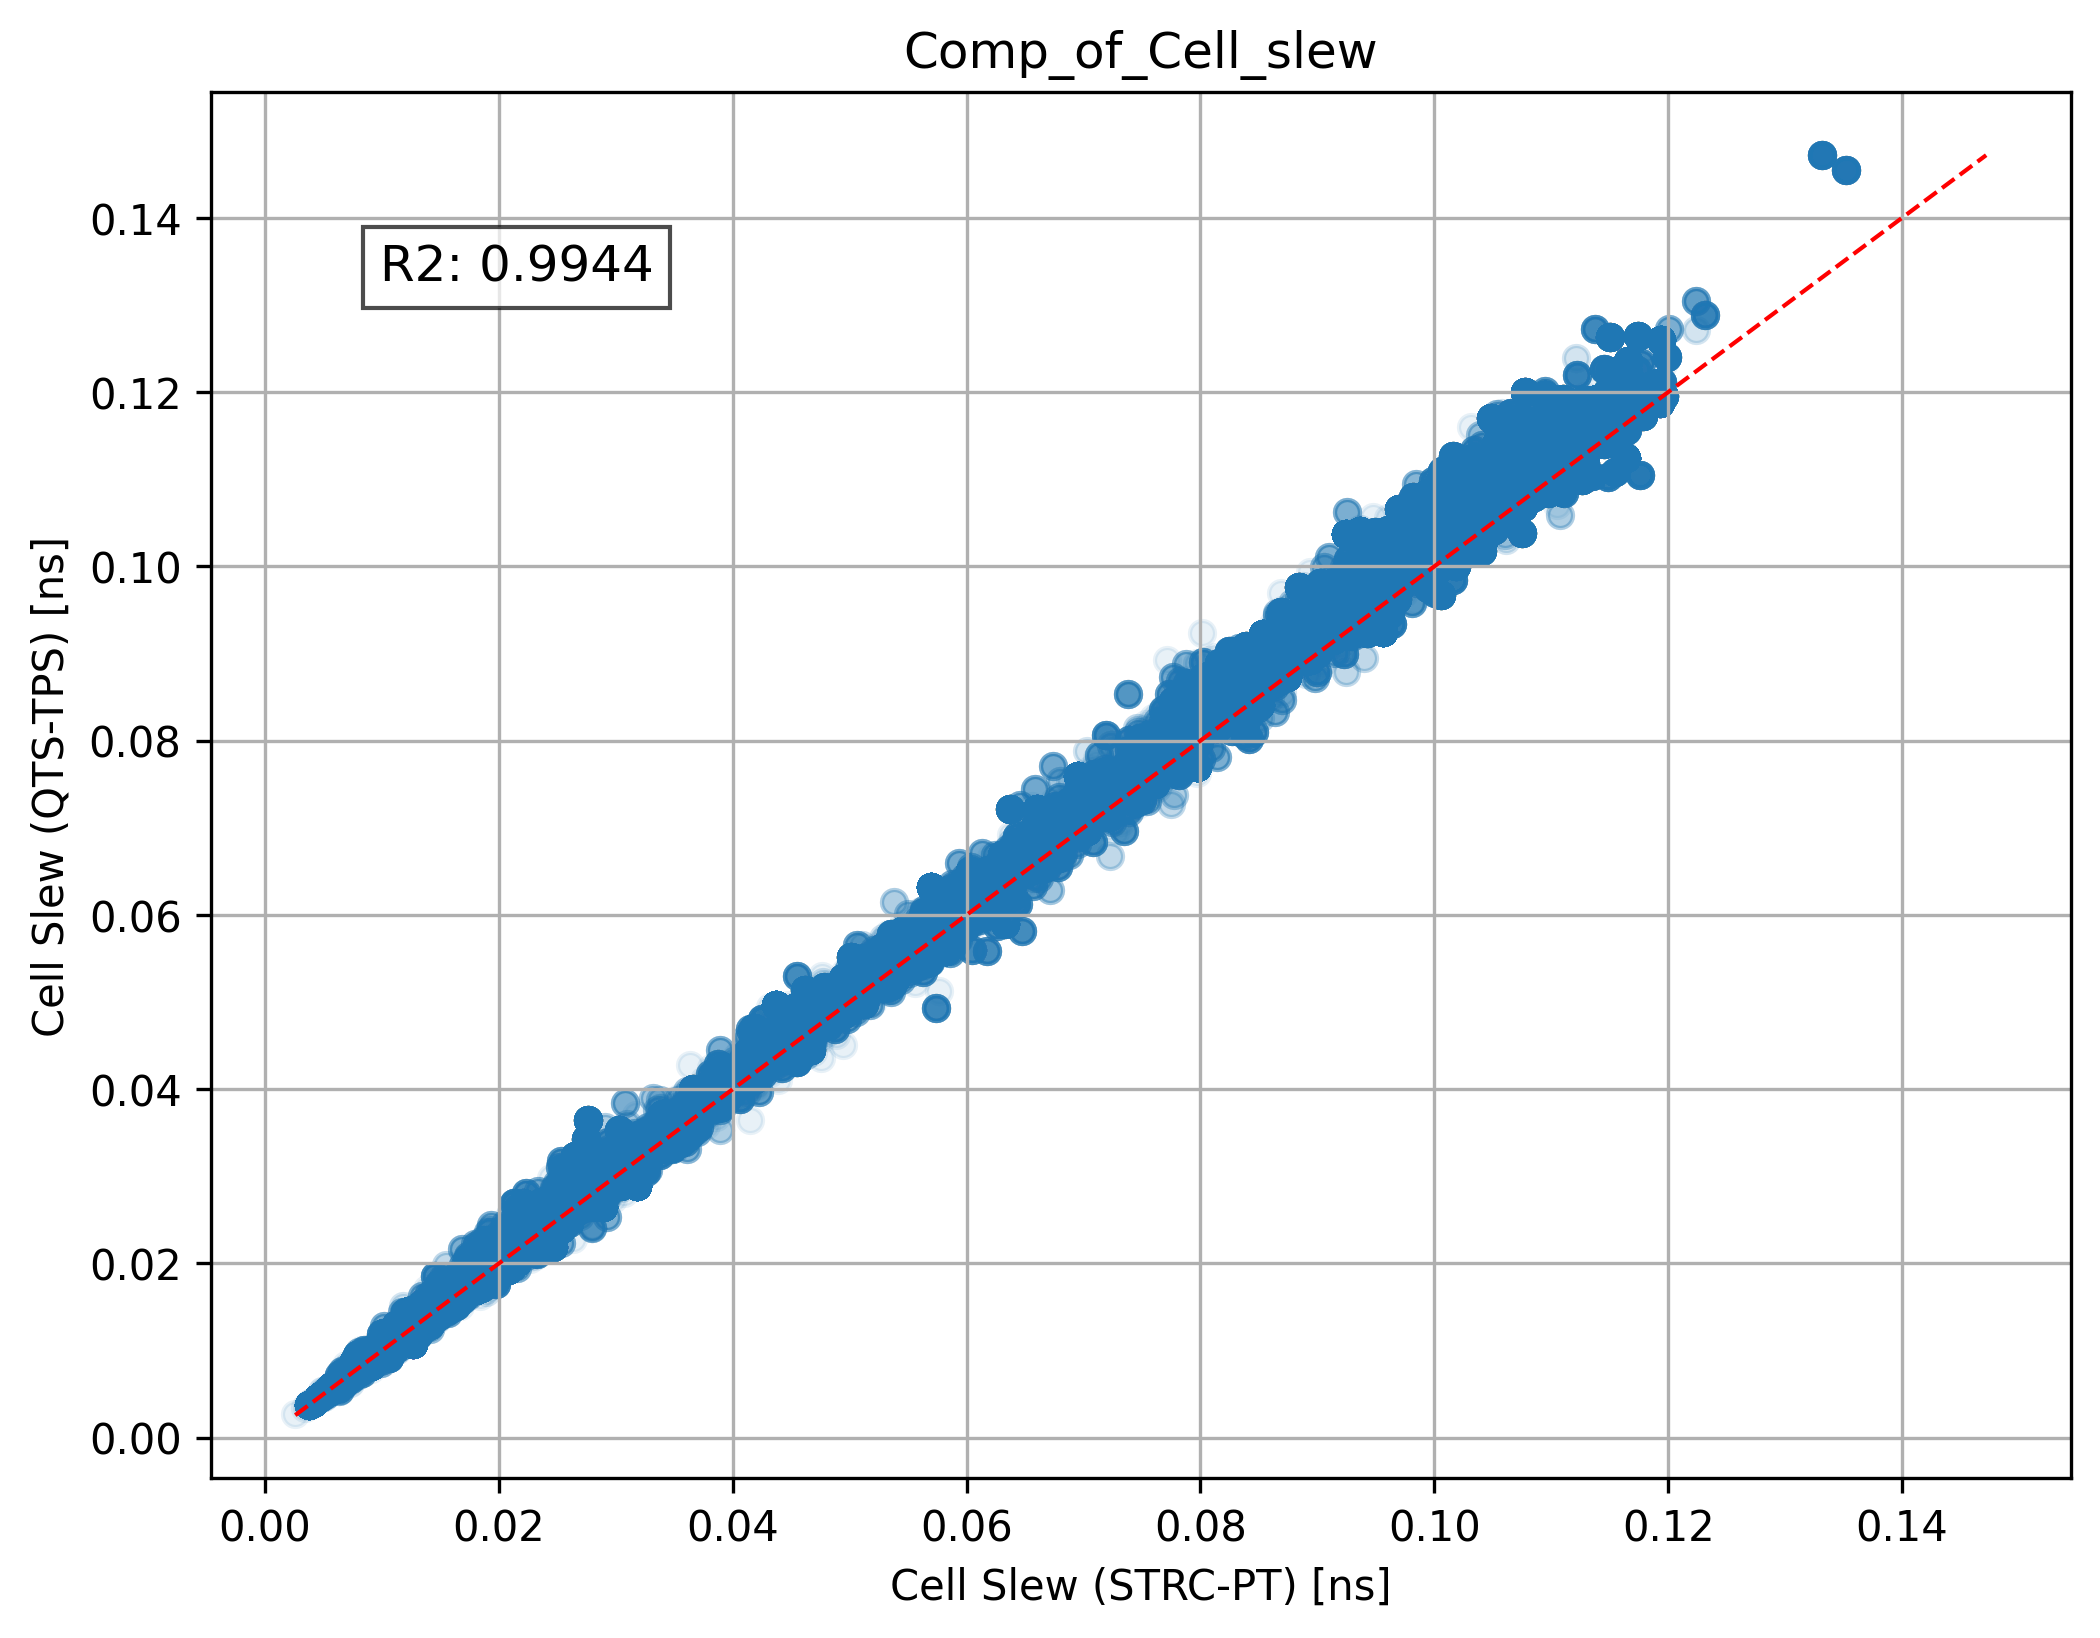 Comp_of_Cell_slew
R2: 0.9944
Cell Slew (QTS-TPS) [ns]
0.14
0.12
0.10
0.08
0.06
0.04
0.02
0.00
0.00 0.02 0.04 0.06 0.08 0.10 0.12 0.14
Cell Slew (STRC-PT) [ns]